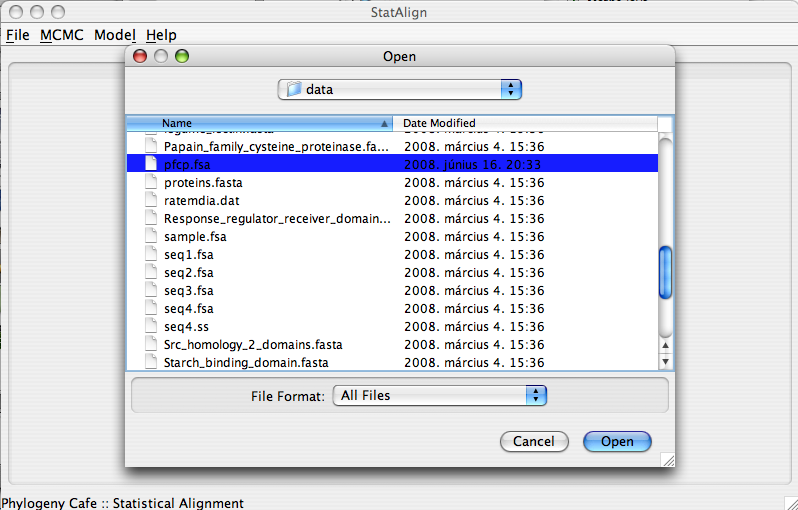 StatAlign
File MCMC Model Help
Open
data
Name Date Modified
Papain_family_cysteine_proteinase.fa... 2008. március 4. 15:36
pfcp.fsa 2008. június 16. 20:33
proteins.fasta 2008. március 4. 15:36
ratemdia.dat 2008. március 4. 15:36
Response_regulator_receiver_domain... 2008. március 4. 15:36
sample.fsa 2008. március 4. 15:36
seq1.fsa 2008. március 4. 15:36
seq2.fsa 2008. március 4. 15:36
seq3.fsa 2008. március 4. 15:36
seq4.fsa 2008. március 4. 15:36
seq4.ss 2008. március 4. 15:36
Src_homology_2_domains.fasta 2008. március 4. 15:36
Starch_binding_domain.fasta 2008. március 4. 15:36
File Format: All Files
Cancel Open
Phylogeny Cafe :: Statistical Alignment